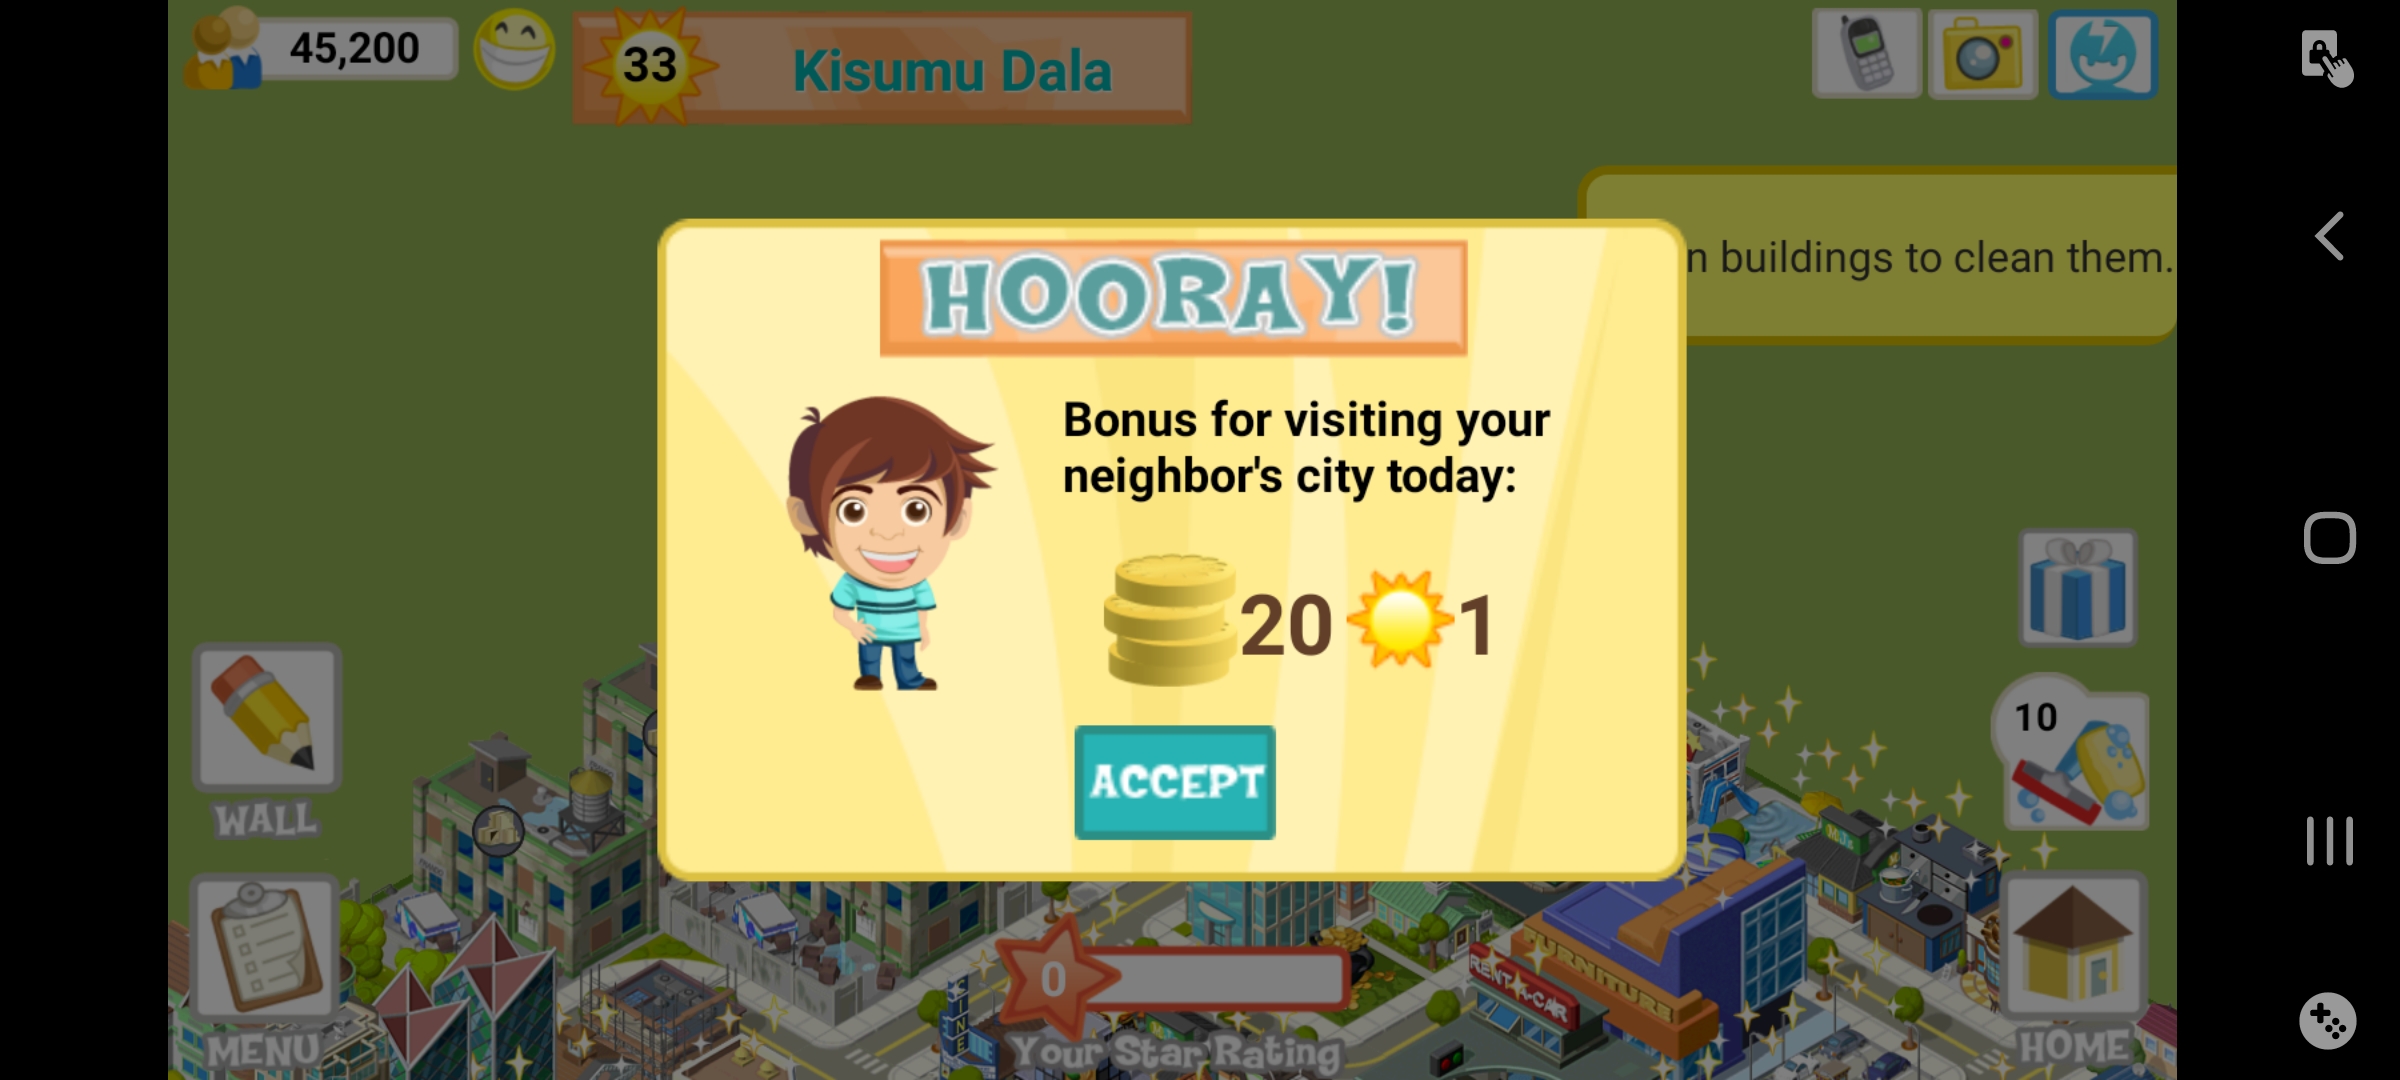 45,200
33
Kisumu Dala
n buildings to clean them.
HOORAY!
Bonus for visiting your
neighbor's city today:
20
1
ACCEPT
WALL
10
MENU
0
Your Star Rating
HOME
FURNITURE
RENT-A-CAR
CINE